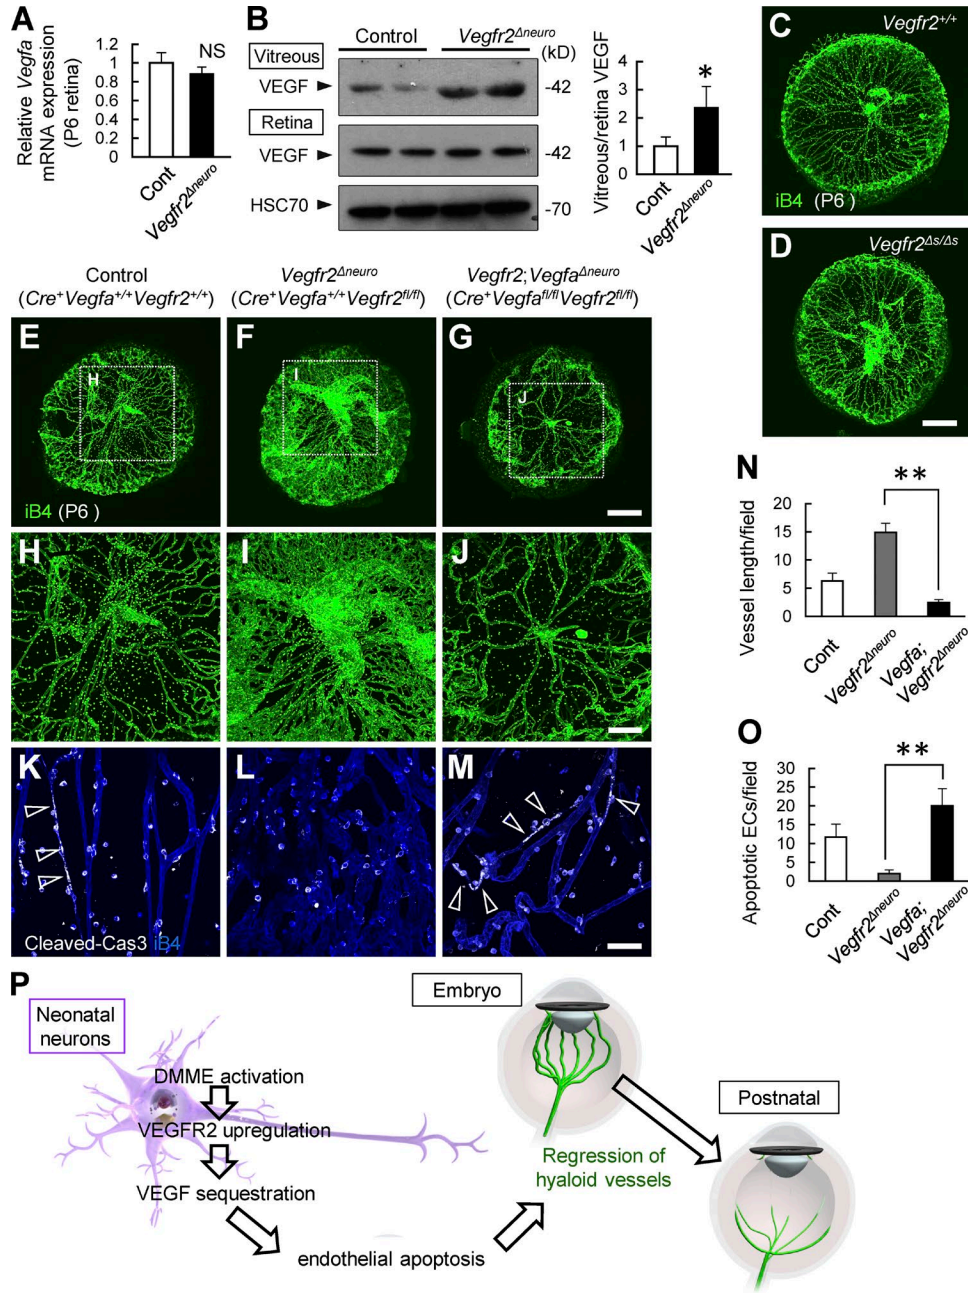 A
Relative Vegfa
mRNA expression
(P6 retina)
1.2
1
0.8
0.6
0.4
0.2
0
NS
Cont
Vegfr2Δneuro
B
Control
Vegfr2Δneuro
(kD)
Vitreous
VEGF
-42
Retina
VEGF
-42
HSC70
-70
Vitreous/retina VEGF
4
3
2
1
0
*
Cont
Vegfr2Δneuro
C
Vegfr2+/+
iB4 (P6 )
D
Vegfr2Δs/Δs
Control
(Cre+Vegfa+/+Vegfr2+/+)
Vegfr2Δneuro
(Cre+Vegfa+/+Vegfr2fl/fl)
Vegfr2;VegfaΔneuro
(Cre+Vegfafl/flVegfr2fl/fl)
E
H
iB4 (P6 )
F
I
G
J
H
I
J
K
Cleaved-Cas3 iB4
L
M
N
Vessel length/field
20
15
10
5
0
**
Cont
Vegfr2Δneuro
Vegfa;
Vegfr2Δneuro
O
Apoptotic ECs/field
30
25
20
15
10
5
0
**
Cont
Vegfr2Δneuro
Vegfa;
Vegfr2Δneuro
P
Neonatal
neurons
DMME activation
VEGFR2 upregulation
VEGF sequestration
endothelial apoptosis
Embryo
Regression of
hyaloid vessels
Postnatal